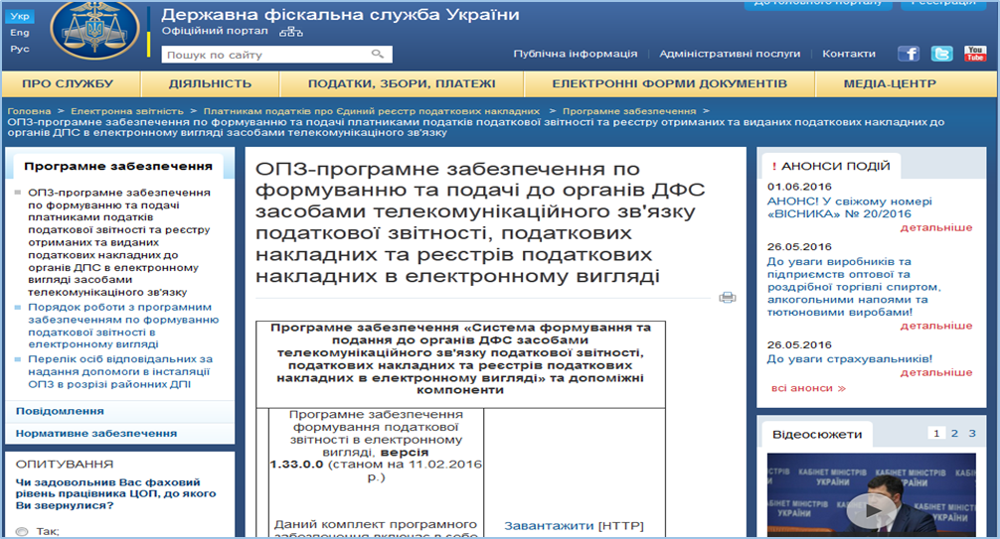 Укр
Eng
Рус
Державна фіскальна служба України
Офіційний портал
До головного порталу
Реєстрація
Пошук по сайту
Публічна інформація
Адміністративні послуги
Контакти
You
Tube
ПРО СЛУЖБУ
ДІЯЛЬНІСТЬ
ПОДАТКИ, ЗБОРИ, ПЛАТЕЖІ
ЕЛЕКТРОННІ ФОРМИ ДОКУМЕНТІВ
МЕДІА-ЦЕНТР
Головна > Електронна звітність > Платникам податків про Єдиний реєстр податкових накладних > Програмне забезпечення >
ОПЗ-програмне забезпечення по формуванню та подачі платниками податків податкової звітності та реєстру отриманих та виданих податкових накладних до
органів ДПС в електронному вигляді засобами телекомунікаціного зв'язку
Програмне забезпечення
ОПЗ-програмне забезпечення
по формуванню та подачі
платниками податків
податкової звітності та реєстру
отриманих та виданих
податкових накладних до
органів ДПС в електронному
вигляді засобами
телекомунікаціного зв'язку
Порядок роботи з програмним
забезпеченням по формуванню
податкової звітності в
електронному вигляді
Перелік осіб відповідальних за
надання допомоги в інсталяції
ОПЗ в розрізі районних ДПІ
Повідомлення
Нормативне забезпечення
ОПИТУВАННЯ
Чи задовольнив Вас фаховий
рівень працівника ЦОП, до якого
Ви звернулися?
Так;
ОПЗ-програмне забезпечення по
формуванню та подачі до органів ДФС
засобами телекомунікаційного зв'язку
податкової звітності, податкових
накладних та реєстрів податкових
накладних в електронному вигляді
Програмне забезпечення «Система формування та
подання до органів ДФС засобами
телекомунікаційного зв'язку податкової звітності,
податкових накладних та реєстрів податкових
накладних в електронному вигляді» та допоміжні
компоненти
Програмне забезпечення
формування податкової
звітності в електронному
вигляді, версія
1.33.0.0 (станом на 11.02.2016
р.)
Даний комплект програмного
забезпечення включає в себе
Завантажити [HTTP]
! АНОНСИ ПОДІЙ
01.06.2016
АНОНС! У свіжому номері
«ВІСНИКА» № 20/2016
детальніше
26.05.2016
До уваги виробників та
підприємств оптової та
роздрібної торгівлі спиртом,
алкогольними напоями та
тютюновими виробами!
детальніше
26.05.2016
До уваги страхувальників!
детальніше
всі анонси »
Відеосюжети
1 2 3
КАБІНЕТ МІНІСТРІВ
УКРАЇНИ
КАБІНЕТ МІНІСТРІВ
УКРАЇНИ